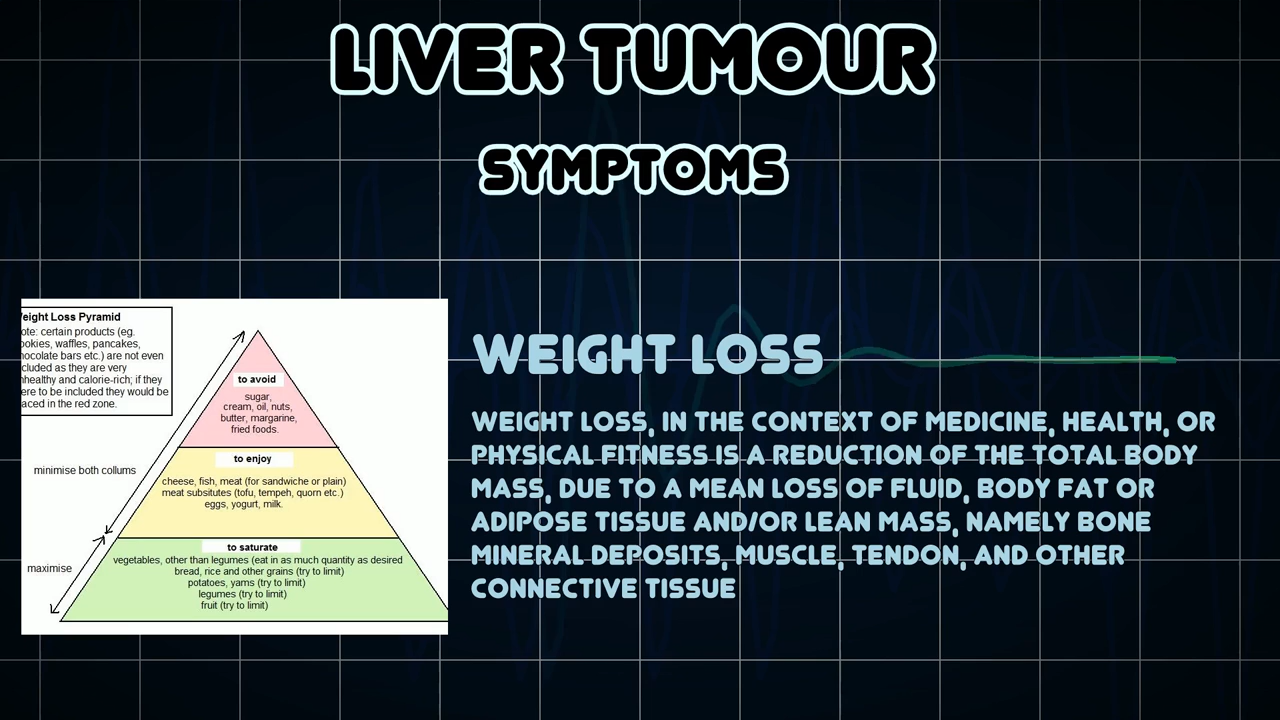 LIVER TUMOUR
SYMPTOMS
Weight Loss Pyramid
ote: certain products (eg.
ookies, waffles, pancakes,
hocolate bars etc.) are not even
cluded as they are very
nhealthy and calorie-rich; if they
ere to be included they would be
aced in the red zone.
to avoid
sugar,
cream, oil, nuts,
butter, margarine,
fried foods.
minimise both collums
to enjoy
cheese, fish, meat (for sandwiche or plain)
meat subsitutes (tofu, tempeh, quorn etc.)
eggs, yogurt, milk.
maximise
to saturate
vegetables, other than legumes (eat in as much quantity as desired
bread, rice and other grains (try to limit)
potatoes, yams (try to limit)
legumes (try to limit)
fruit (try to limit)
WEIGHT LOSS
WEIGHT LOSS, IN THE CONTEXT OF MEDICINE, HEALTH, OR
PHYSICAL FITNESS IS A REDUCTION OF THE TOTAL BODY
MASS, DUE TO A MEAN LOSS OF FLUID, BODY FAT OR
ADIPOSE TISSUE AND/OR LEAN MASS, NAMELY BONE
MINERAL DEPOSITS, MUSCLE, TENDON, AND OTHER
CONNECTIVE TISSUE